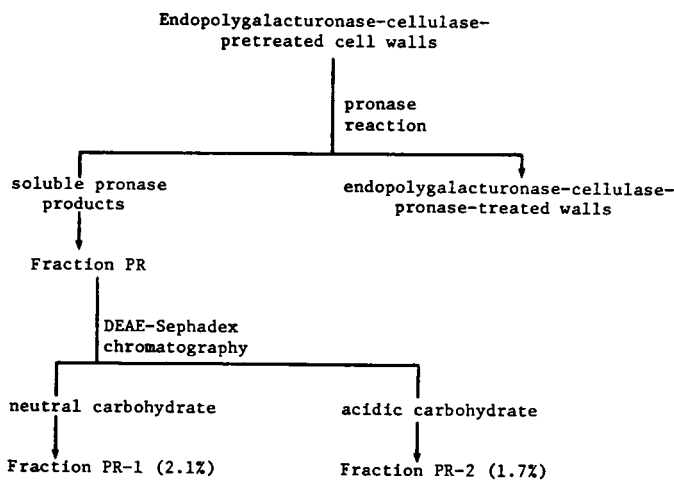 Endopolygalacturonase-cellulase-
pretreated cell walls
pronase
reaction
soluble pronase
products
endopolygalacturonase-cellulase-
pronase-treated walls
Fraction PR
DEAE-Sephadex
chromatography
neutral carbohydrate
acidic carbohydrate
Fraction PR-1 (2.1%)
Fraction PR-2 (1.7%)